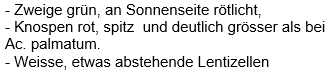 - Zweige grün, an Sonnenseite rötlicht,
- Knospen rot, spitz  und deutlich grösser als bei
Ac. palmatum.
- Weisse, etwas abstehende Lentizellen